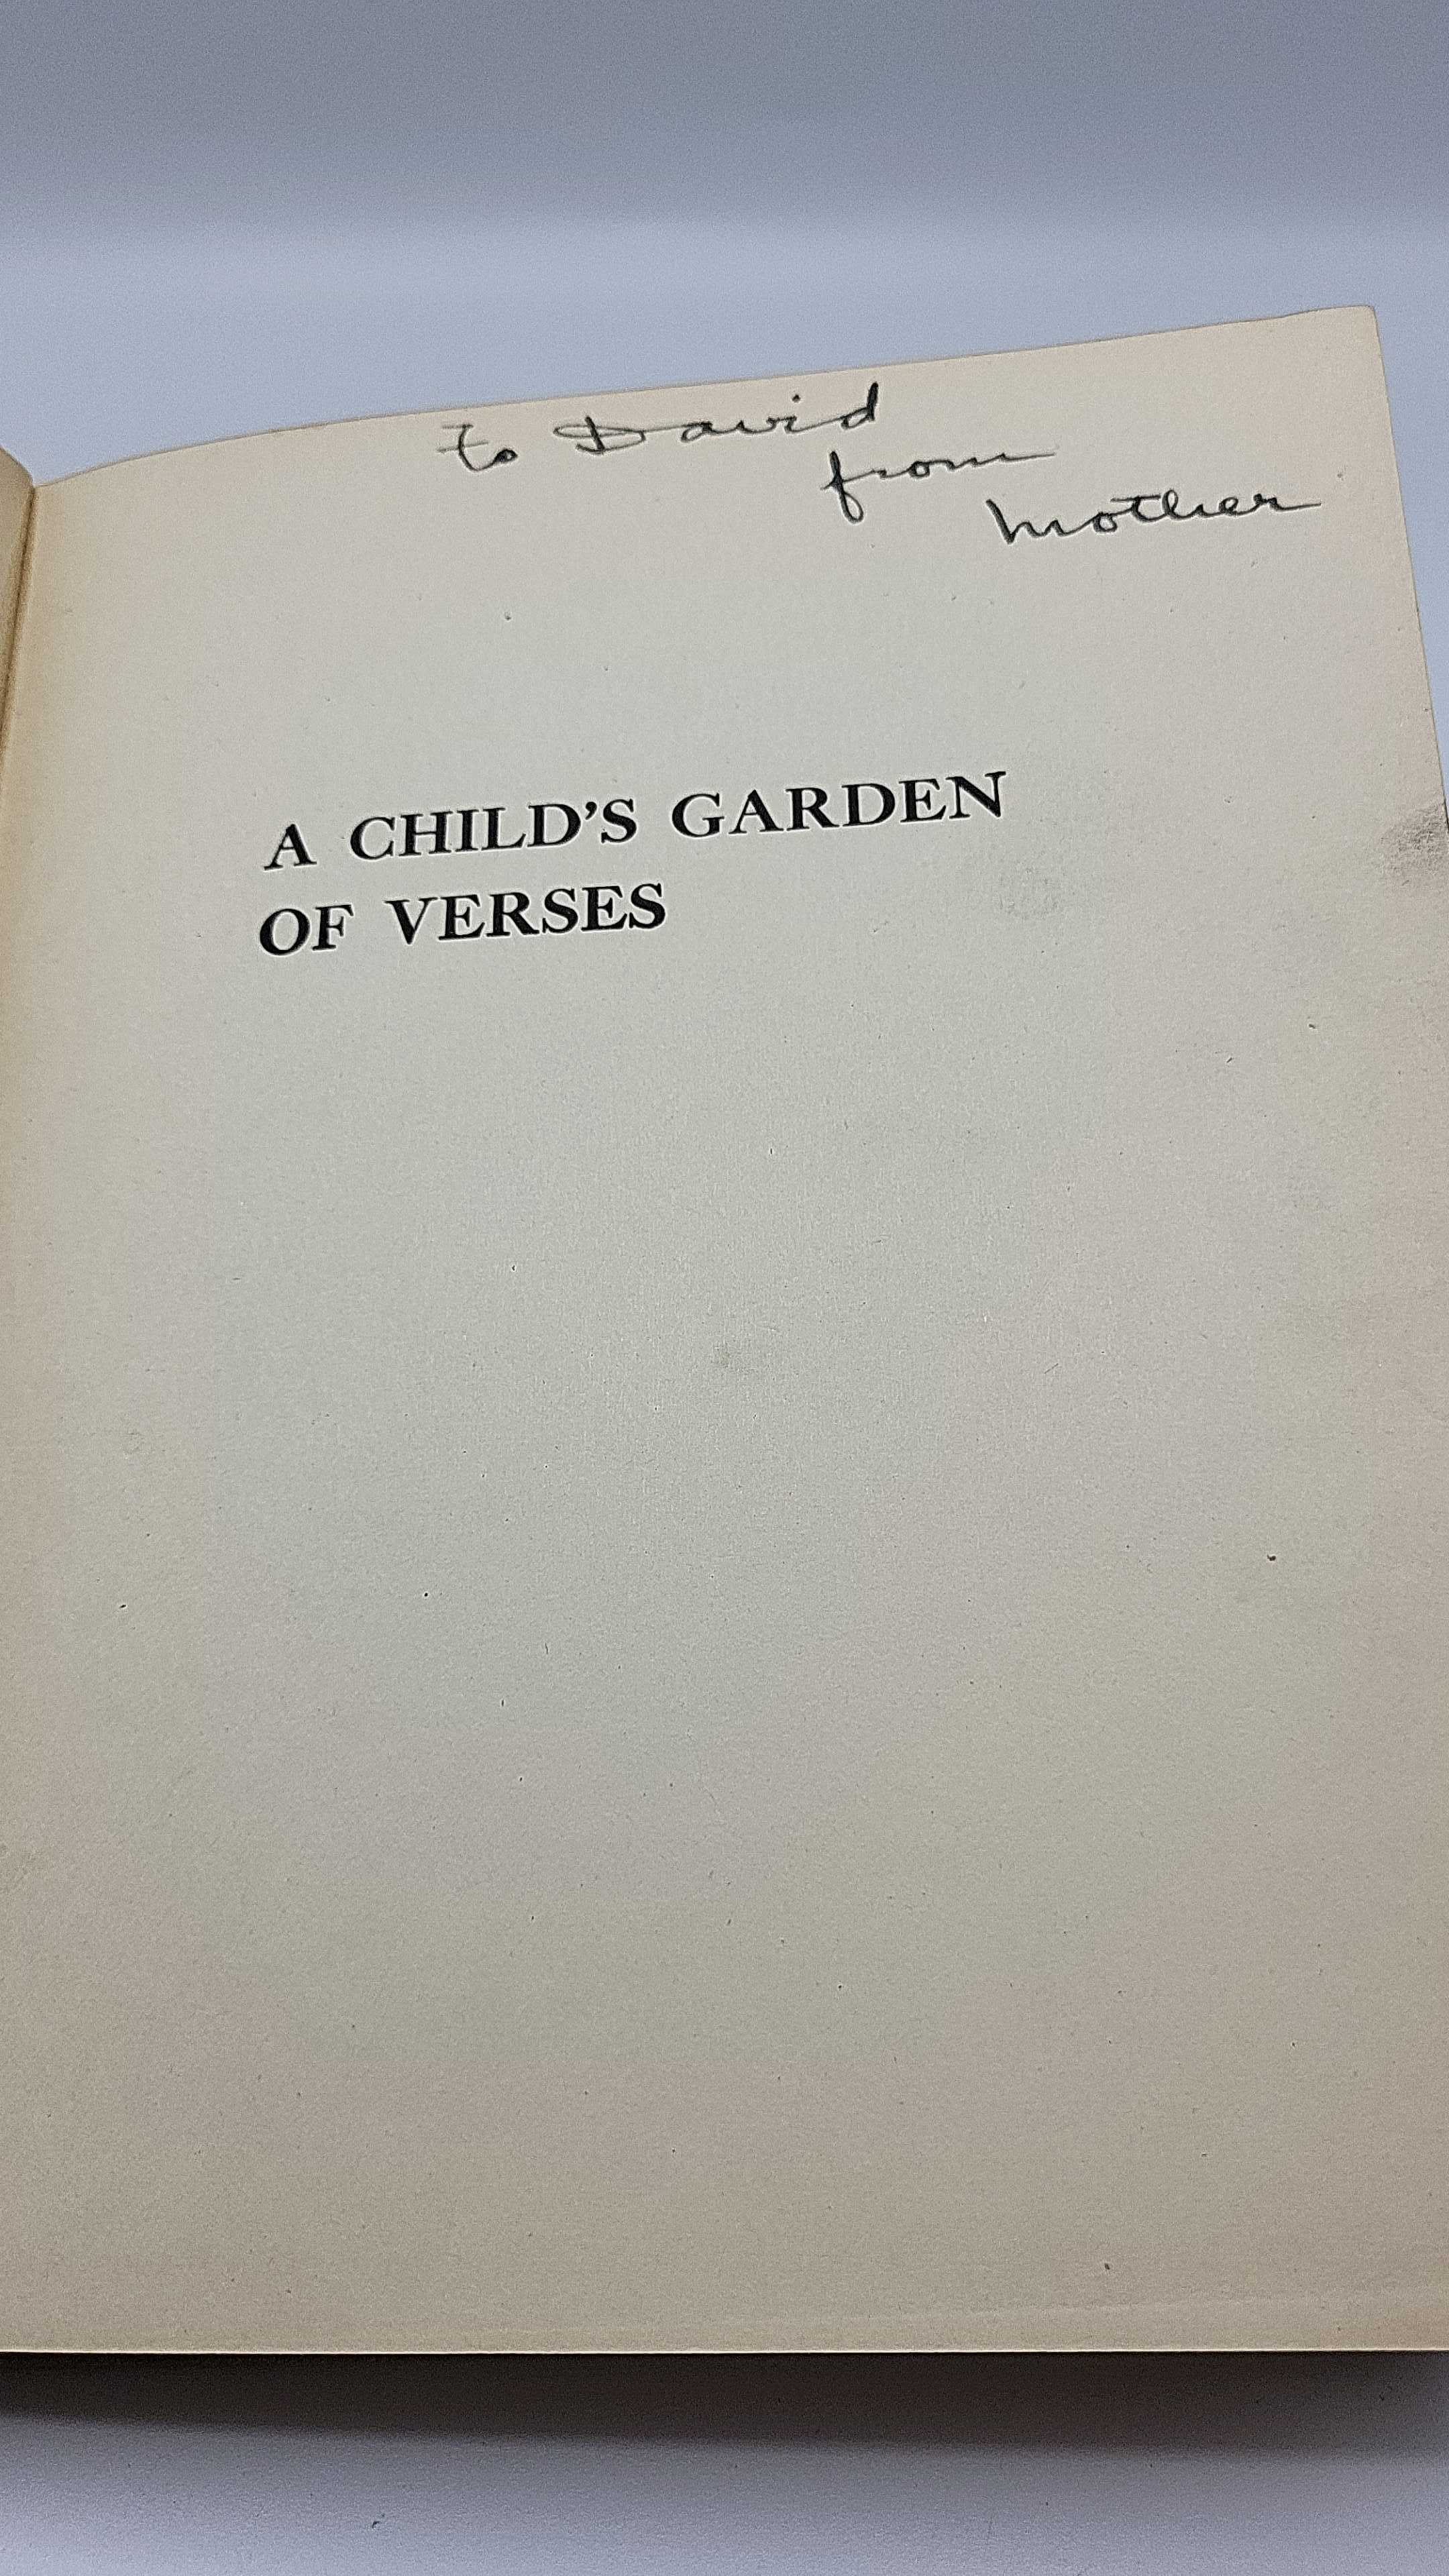 to David
from
Mother
A CHILD'S GARDEN
OF VERSES